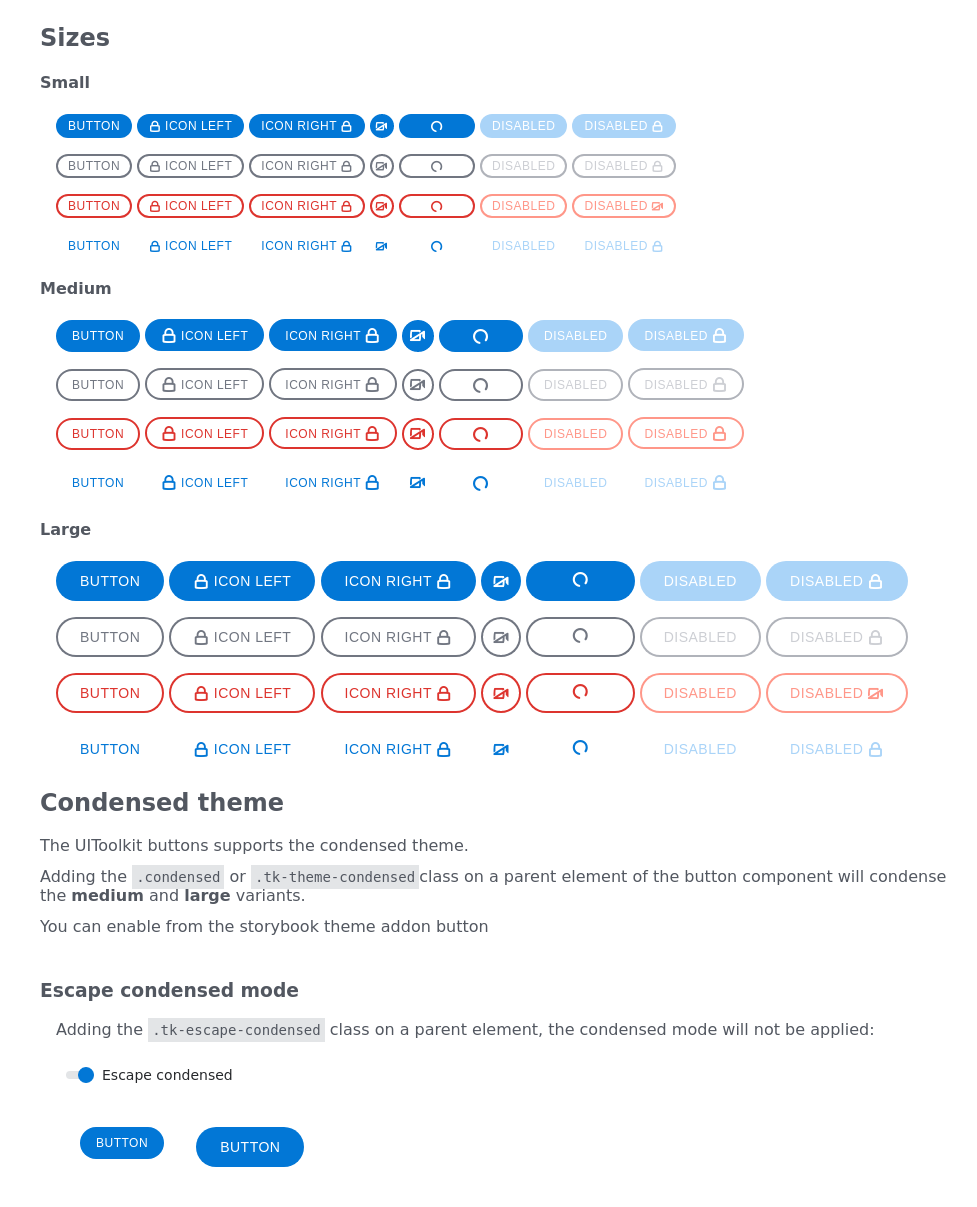 Sizes
Small
BUTTON ICON LEFT ICON RIGHT DISABLED DISABLED
BUTTON ICON LEFT ICON RIGHT DISABLED DISABLED
BUTTON ICON LEFT ICON RIGHT DISABLED DISABLED
BUTTON ICON LEFT ICON RIGHT DISABLED DISABLED
Medium
BUTTON ICON LEFT ICON RIGHT DISABLED DISABLED
BUTTON ICON LEFT ICON RIGHT DISABLED DISABLED
BUTTON ICON LEFT ICON RIGHT DISABLED DISABLED
BUTTON ICON LEFT ICON RIGHT DISABLED DISABLED
Large
BUTTON ICON LEFT ICON RIGHT DISABLED DISABLED
BUTTON ICON LEFT ICON RIGHT DISABLED DISABLED
BUTTON ICON LEFT ICON RIGHT DISABLED DISABLED
BUTTON ICON LEFT ICON RIGHT DISABLED DISABLED
Condensed theme
The UIToolkit buttons supports the condensed theme.
Adding the .condensed or .tk-theme-condensed class on a parent element of the button component will condense
the medium and large variants.
You can enable from the storybook theme addon button
Escape condensed mode
Adding the .tk-escape-condensed class on a parent element, the condensed mode will not be applied:
Escape condensed
BUTTON BUTTON